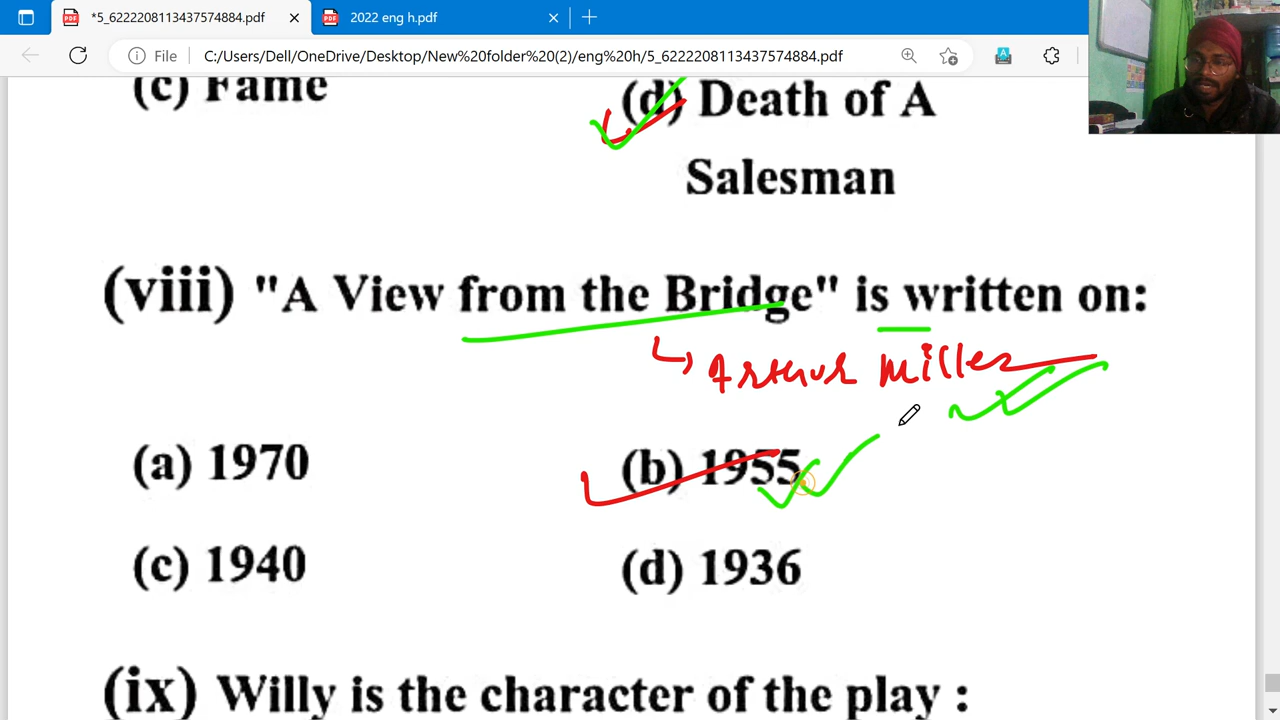 *5_6222208113437574884.pdf
2022 eng h.pdf
File
C:/Users/Dell/OneDrive/Desktop/New%20folder%20(2)/eng%20h/5_6222208113437574884.pdf
(c) Fame
(d) Death of A
Salesman
(viii) "A View from the Bridge" is written on:
Arthur Miller
(a) 1970
(b) 1955
(c) 1940
(d) 1936
(ix) Willy is the character of the play :